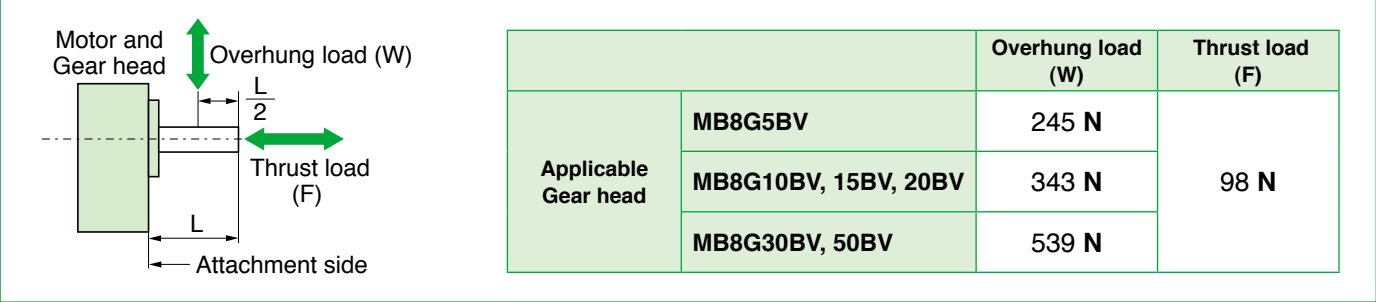 Motor and
Gear head
Overhung load (W)
L
2
Thrust load
(F)
L
Attachment side
Overhung load
(W)
Thrust load
(F)
Applicable
Gear head
MB8G5BV
245 N
MB8G10BV, 15BV, 20BV
343 N
98 N
MB8G30BV, 50BV
539 N